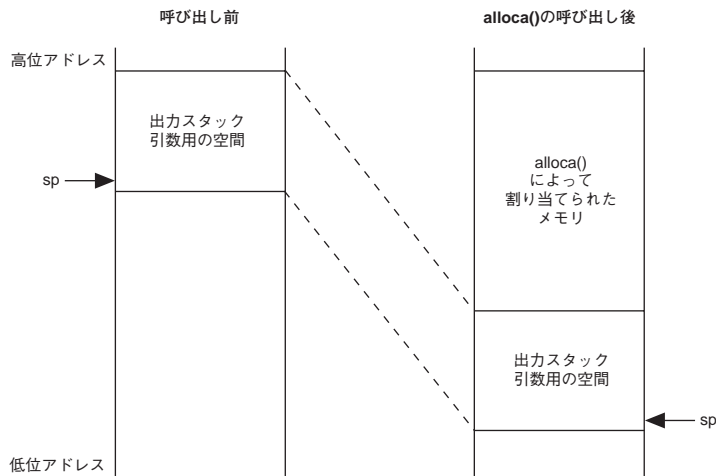 呼び出し前
alloca()の呼び出し後
高位アドレス
出力スタック
引数用の空間
sp
alloca()
によって
割り当てられた
メモリ
出力スタック
引数用の空間
sp
低位アドレス